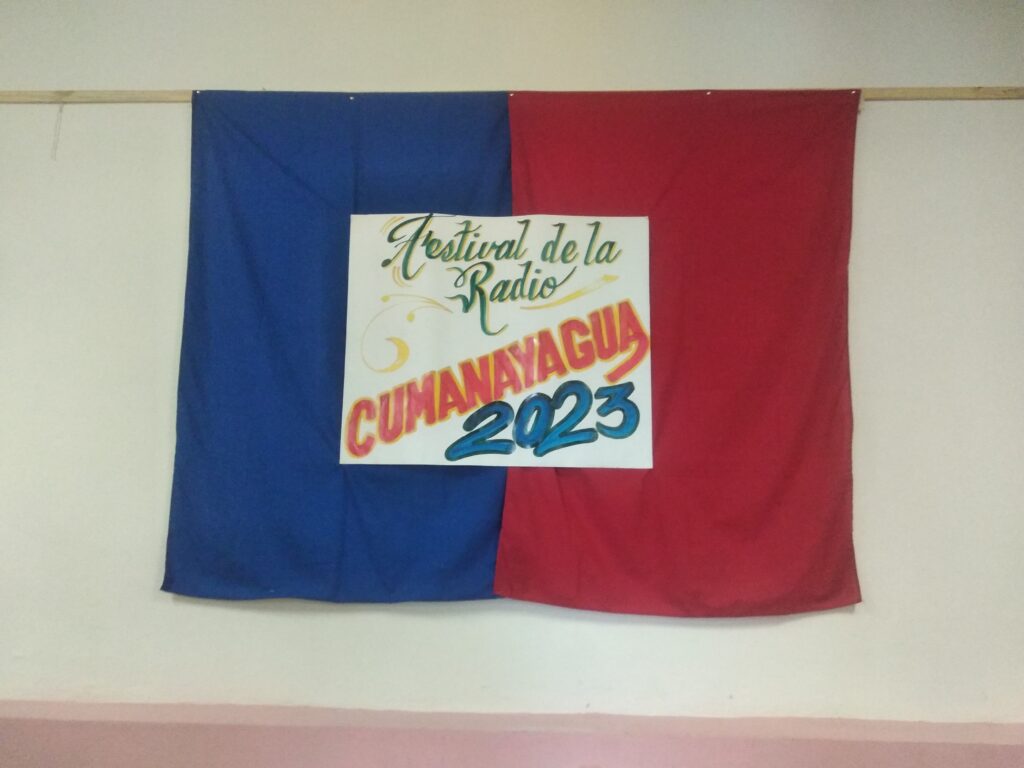 Festival de la
Radio
CUMANAYAGUA
2023